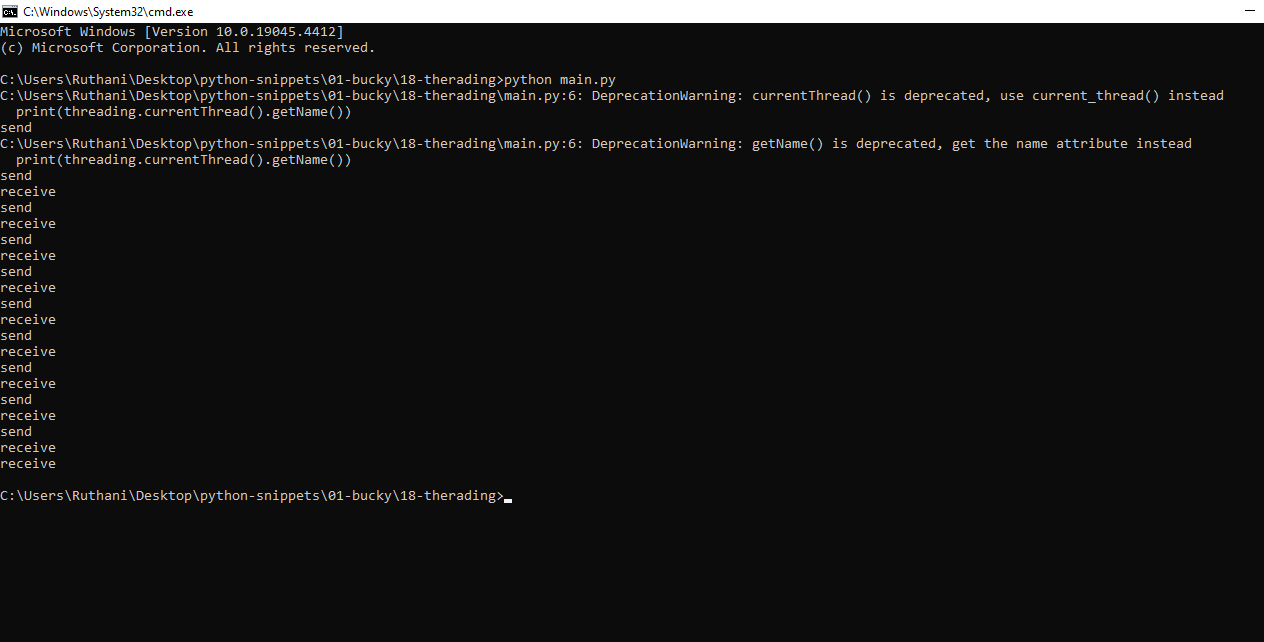 C:\Windows\System32\cmd.exe
Microsoft Windows [Version 10.0.19045.4412]
(c) Microsoft Corporation. All rights reserved.
C:\Users\Ruthani\Desktop\python-snippets\01-bucky\18-therading>python main.py
C:\Users\Ruthani\Desktop\python-snippets\01-bucky\18-therading\main.py:6: DeprecationWarning: currentThread() is deprecated, use current_thread() instead
  print(threading.currentThread().getName())
send
C:\Users\Ruthani\Desktop\python-snippets\01-bucky\18-therading\main.py:6: DeprecationWarning: getName() is deprecated, get the name attribute instead
  print(threading.currentThread().getName())
send
receive
send
receive
send
receive
send
receive
send
receive
send
receive
send
receive
send
receive
send
receive
receive
C:\Users\Ruthani\Desktop\python-snippets\01-bucky\18-therading>